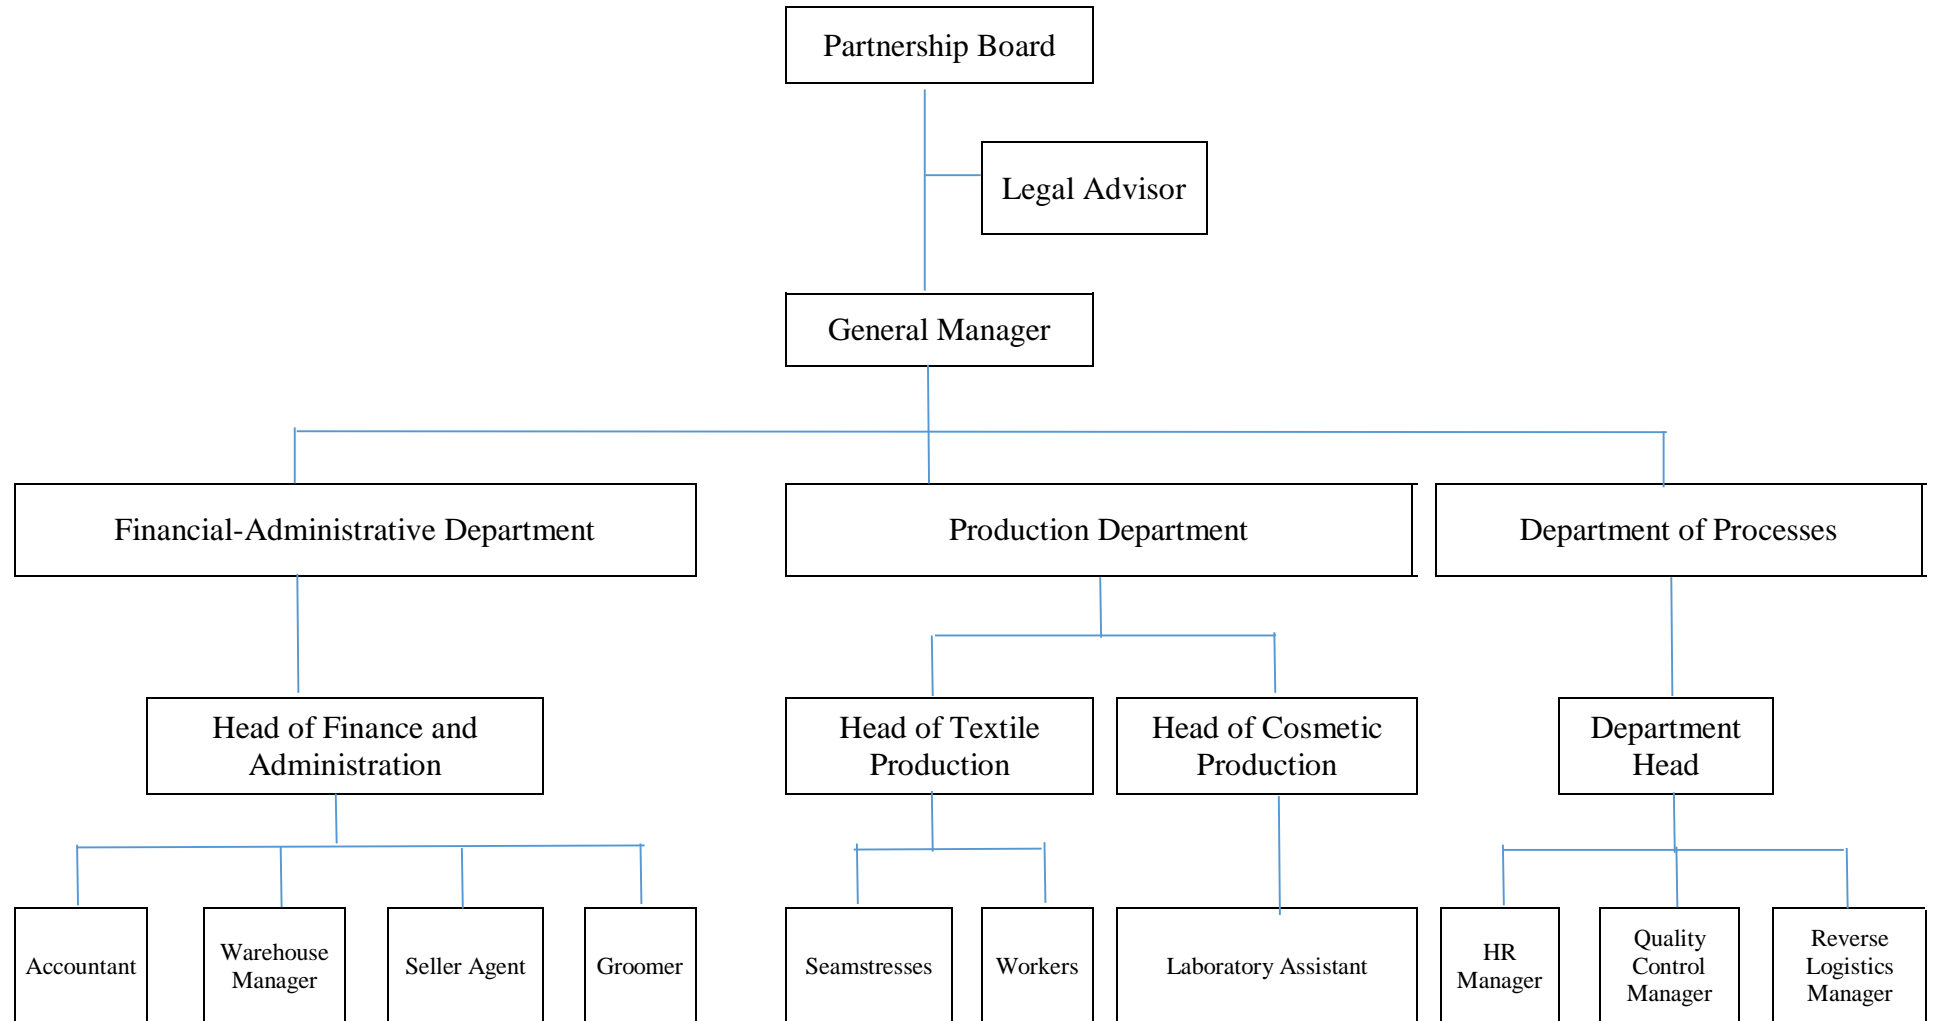 Partnership Board
Legal Advisor
General Manager
Financial-Administrative Department
Production Department
Department of Processes
Head of Finance and
Administration
Head of Textile
Production
Head of Cosmetic
Production
Department
Head
Accountant
Warehouse
Manager
Seller Agent
Groomer
Seamstresses
Workers
Laboratory Assistant
HR
Manager
Quality
Control
Manager
Reverse
Logistics
Manager